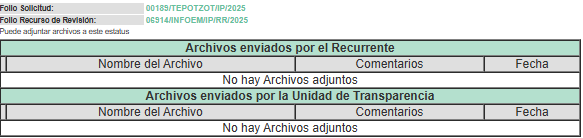 Folio Solicitud: 00189/TEPOTZOT/IP/2025
Folio Recurso de Revisión: 06914/INFOEM/IP/RR/2025
Puede adjuntar archivos a este estatus
Archivos enviados por el Recurrente
Nombre del Archivo Comentarios Fecha
No hay Archivos adjuntos
Archivos enviados por la Unidad de Transparencia
Nombre del Archivo Comentarios Fecha
No hay Archivos adjuntos